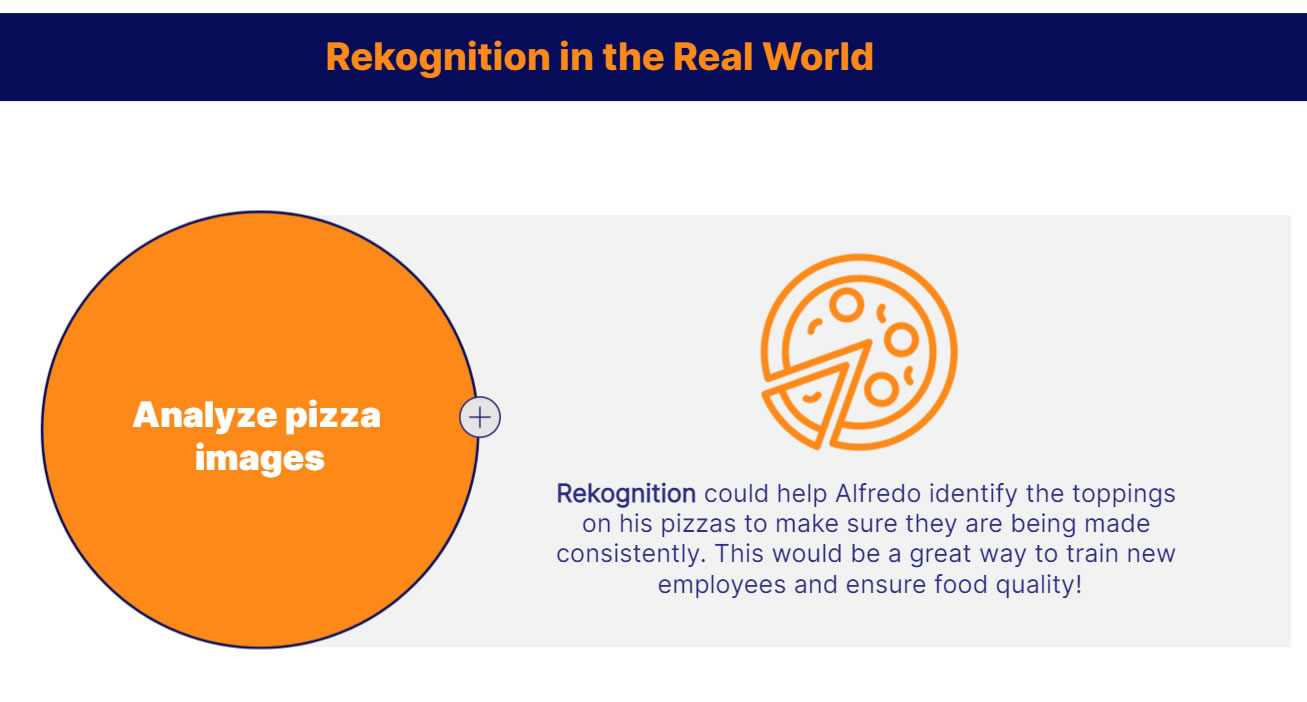 Rekognition in the Real World
Analyze pizza
images
Rekognition could help Alfredo identify the toppings
on his pizzas to make sure they are being made
consistently. This would be a great way to train new
employees and ensure food quality!